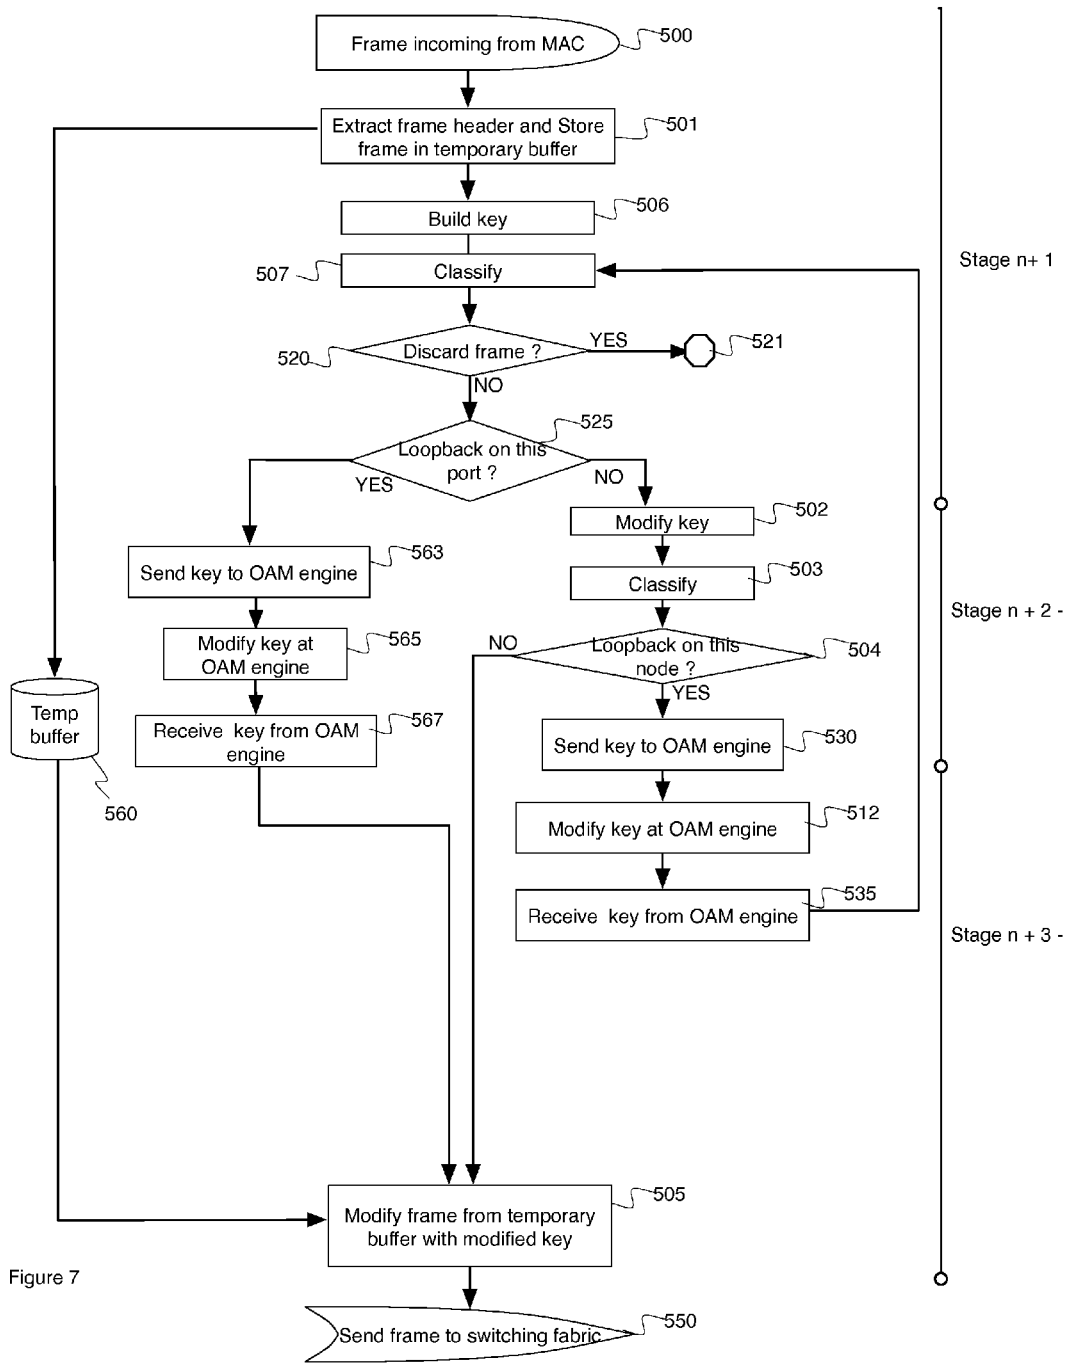 Frame incoming from MAC
500
Extract frame header and Store
frame in temporary buffer
501
Build key
506
Classify
507
Stage n+ 1
Discard frame ?
520
YES
521
NO
Loopback on this
port ?
525
YES
NO
Modify key
502
Send key to OAM engine
563
Classify
503
Stage n + 2 -
Modify key at
OAM engine
565
NO
Loopback on this
node ?
504
YES
Temp
buffer
560
Receive  key from OAM
engine
567
Send key to OAM engine
530
Modify key at OAM engine
512
Receive  key from OAM engine
535
Stage n + 3 -
Modify frame from temporary
buffer with modified key
505
Figure 7
Send frame to switching fabric
550